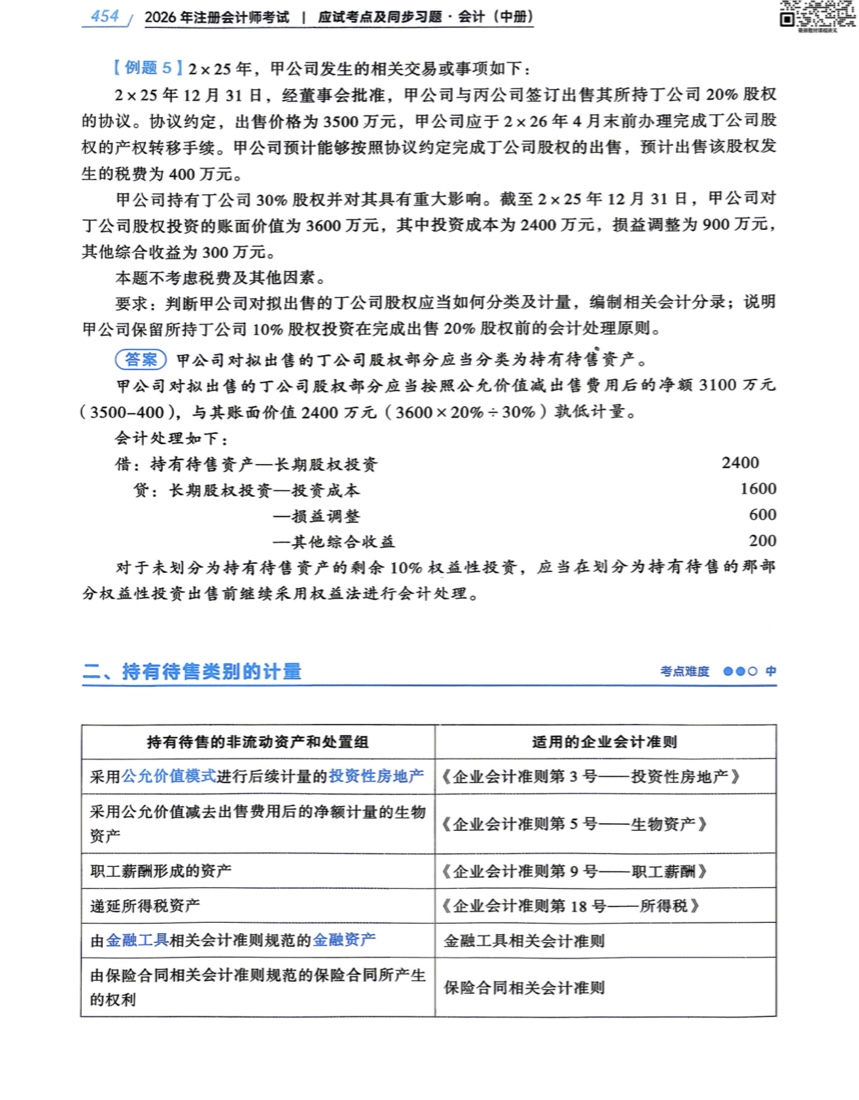 454 2026年注册会计师考试 | 应试考点及同步习题·会计（中册）
【例题5】2×25年，甲公司发生的相关交易或事项如下：
2×25年12月31日，经董事会批准，甲公司与丙公司签订出售其所持丁公司20%股权
的协议。协议约定，出售价格为3500万元，甲公司应于2×26年4月末前办理完成丁公司股
权的产权转移手续。甲公司预计能够按照协议约定完成丁公司股权的出售，预计出售该股权发
生的税费为400万元。
甲公司持有丁公司30%股权并对其具有重大影响。截至2×25年12月31日，甲公司对
丁公司股权投资的账面价值为3600万元，其中投资成本为2400万元，损益调整为900万元，
其他综合收益为300万元。
本题不考虑税费及其他因素。
要求：判断甲公司对拟出售的丁公司股权应当如何分类及计量，编制相关会计分录；说明
甲公司保留所持丁公司10%股权投资在完成出售20%股权前的会计处理原则。
答案 甲公司对拟出售的丁公司股权部分应当分类为持有待售资产。
甲公司对拟出售的丁公司股权部分应当按照公允价值减出售费用后的净额3100万元
（3500-400），与其账面价值2400万元（3600×20%÷30%）孰低计量。
会计处理如下：
借：持有待售资产—长期股权投资 2400
贷：长期股权投资—投资成本 1600
—损益调整 600
—其他综合收益 200
对于未划分为持有待售资产的剩余10%权益性投资，应当在划分为持有待售的那部
分权益性投资出售前继续采用权益法进行会计处理。
二、持有待售类别的计量 考点难度 ●●○ 中
持有待售的非流动资产和处置组 适用的企业会计准则
采用公允价值模式进行后续计量的投资性房地产 《企业会计准则第3号——投资性房地产》
采用公允价值减去出售费用后的净额计量的生物
资产 《企业会计准则第5号——生物资产》
职工薪酬形成的资产 《企业会计准则第9号——职工薪酬》
递延所得税资产 《企业会计准则第18号——所得税》
由金融工具相关会计准则规范的金融资产 金融工具相关会计准则
由保险合同相关会计准则规范的保险合同所产生
的权利 保险合同相关会计准则